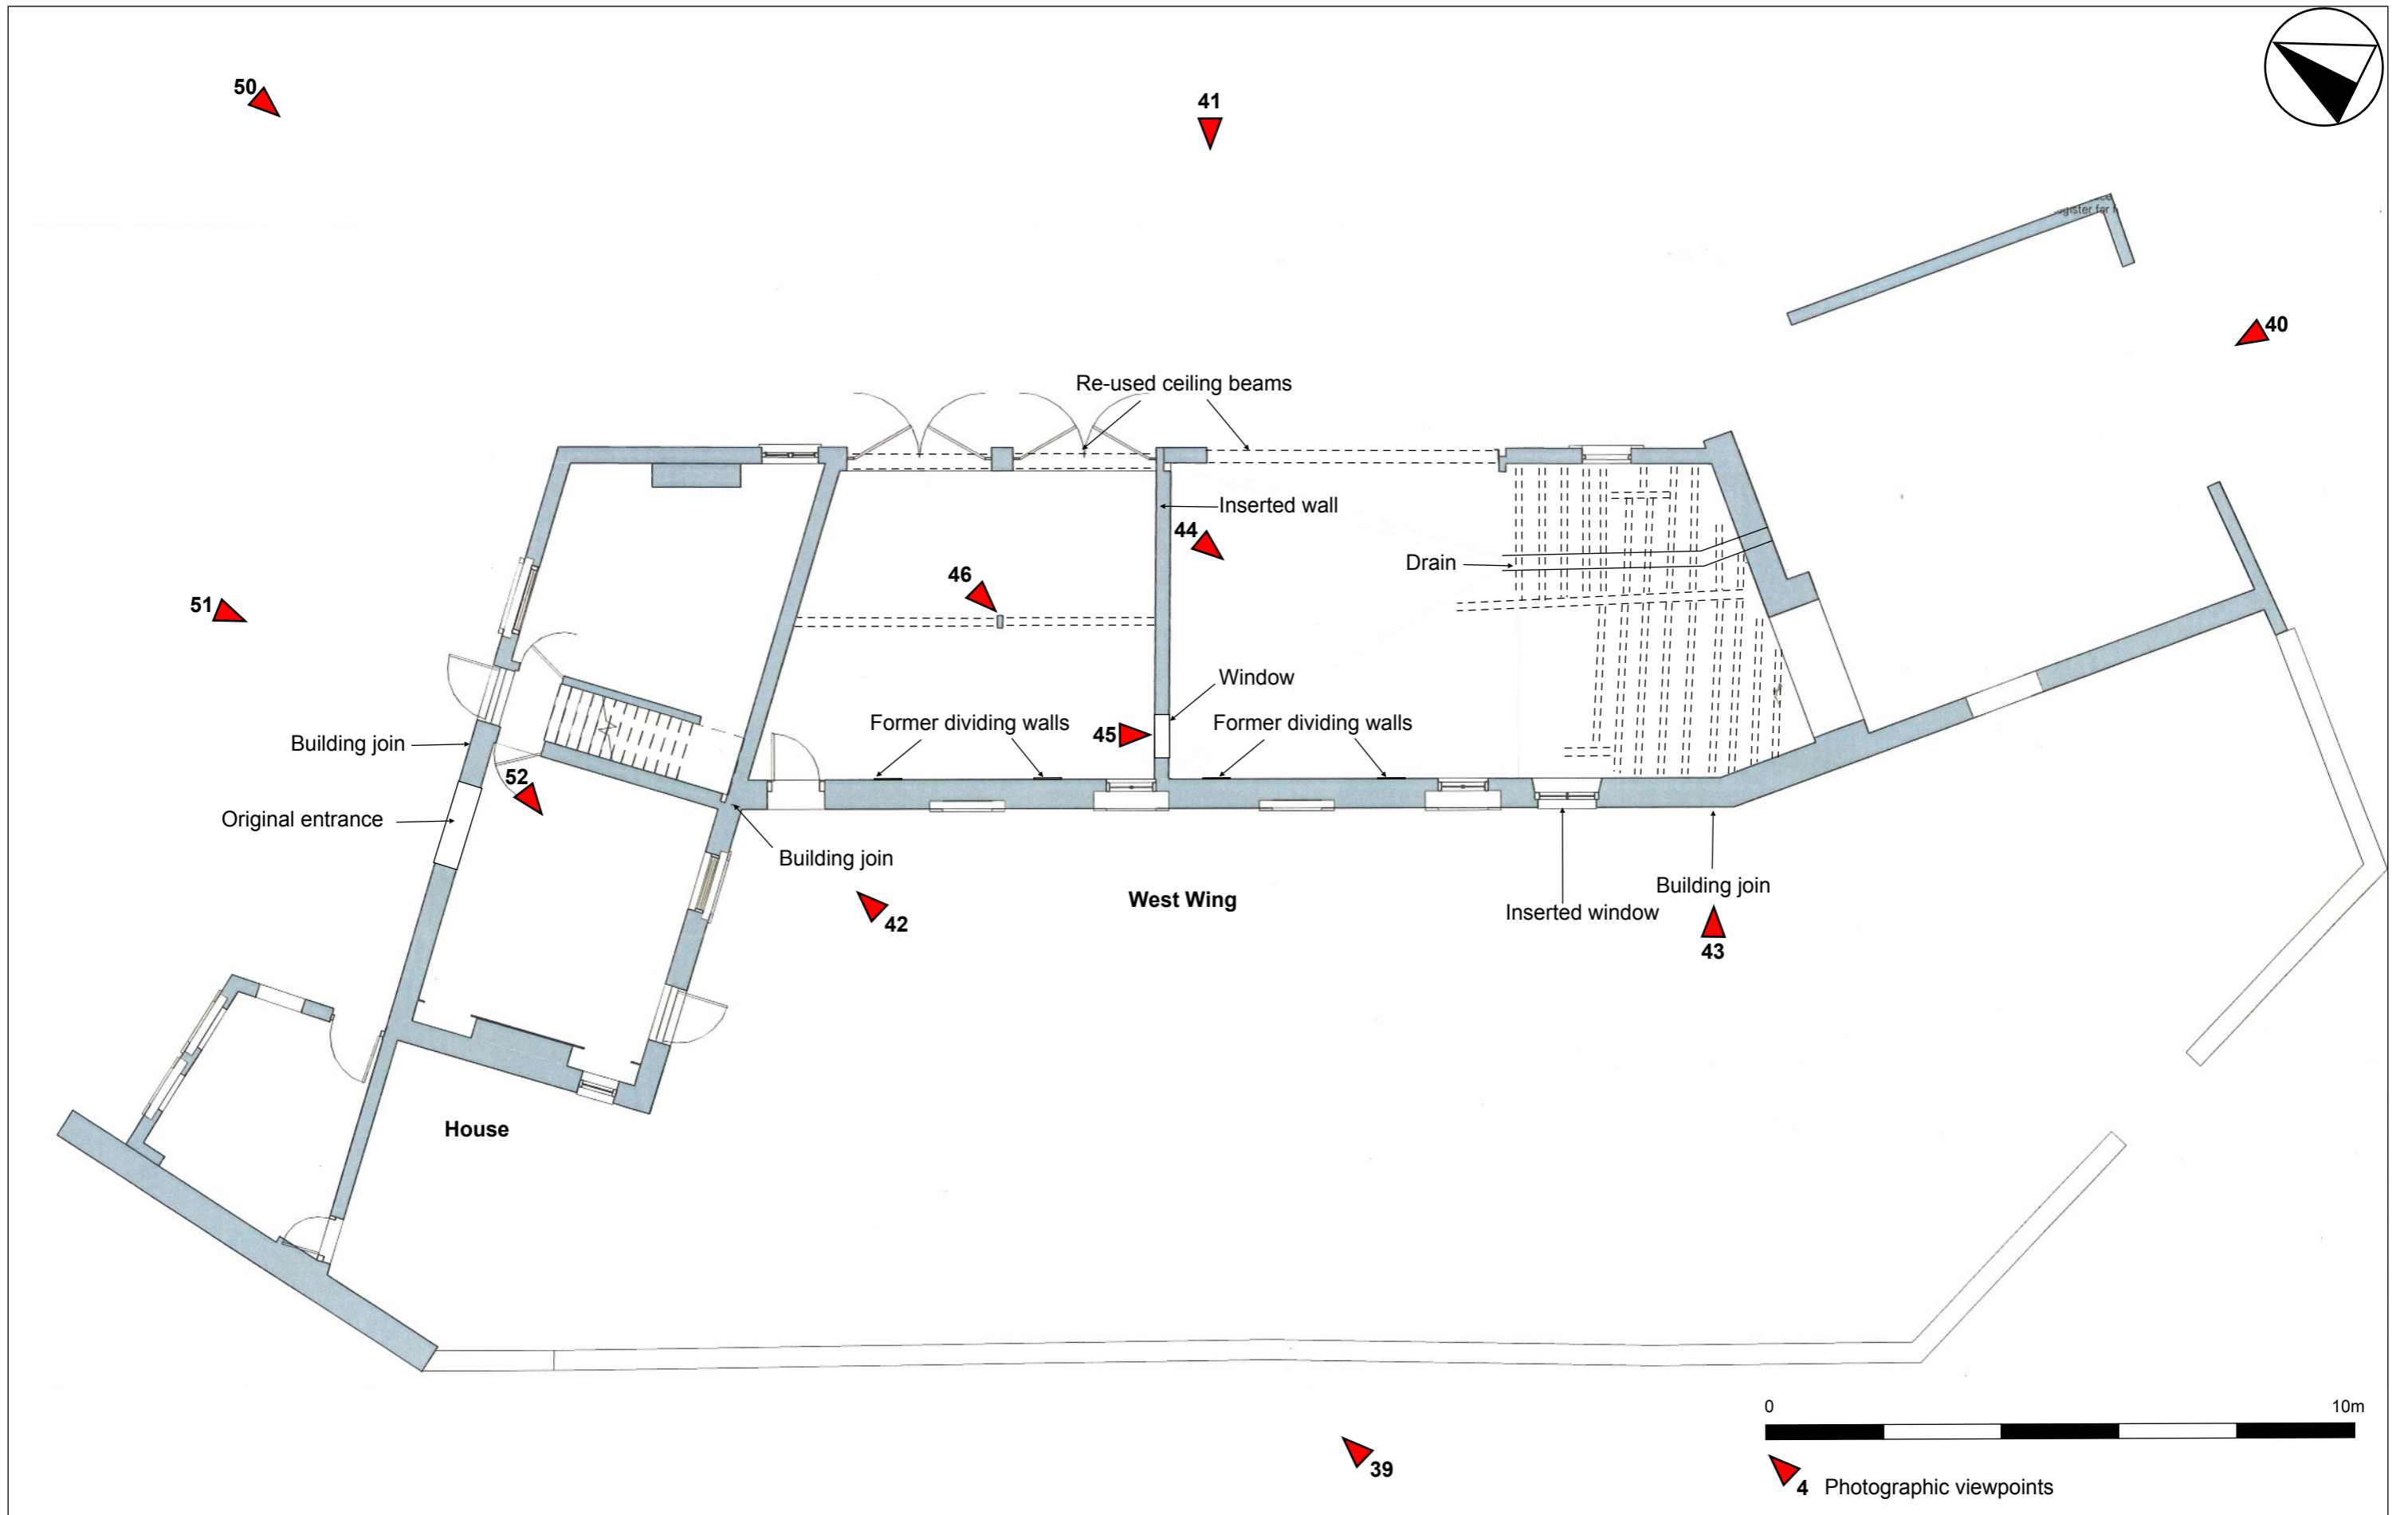 50
41
gister for
40
Re-used ceiling beams
Inserted wall
44
Drain
46
51
Window
Former dividing walls
45
Former dividing walls
Building join
52
Original entrance
Building join
42
West Wing
Building join
Inserted window
43
House
0
10m
39
4 Photographic viewpoints